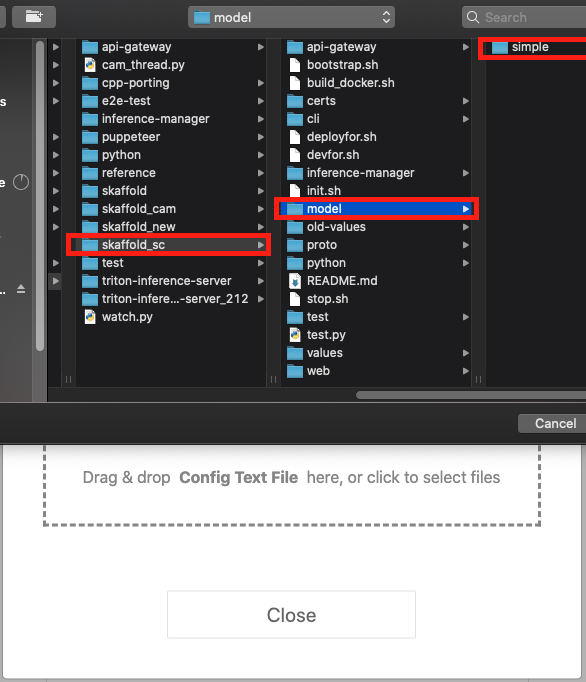 model
Search
api-gateway
cam_thread.py
cpp-porting
e2e-test
inference-manager
puppeteer
python
reference
skaffold
skaffold_cam
skaffold_new
skaffold_sc
test
triton-inference-server
triton-infere...-server_212
watch.py
api-gateway
bootstrap.sh
build_docker.sh
certs
cli
deployfor.sh
devfor.sh
inference-manager
init.sh
model
old-values
proto
python
README.md
stop.sh
test
test.py
values
web
simple
Cancel
Drag & drop Config Text File here, or click to select files
Close